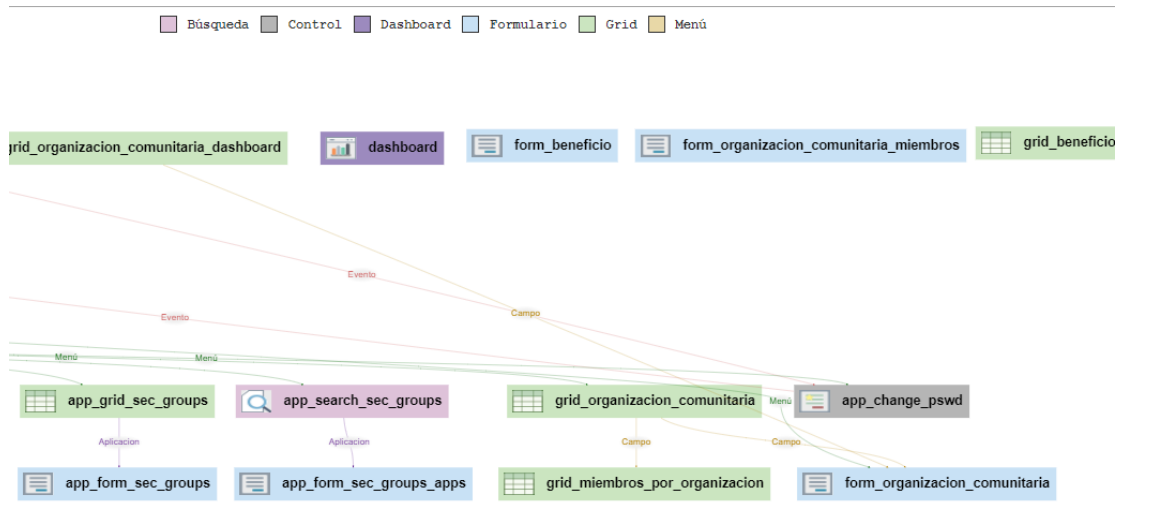 Búsqueda Control Dashboard Formulario Grid Menú
grid_organizacion_comunitaria_dashboard dashboard form_beneficio form_organizacion_comunitaria_miembros grid_beneficio
Evento
Campo
Evento
Menú Menú
app_grid_sec_groups app_search_sec_groups grid_organizacion_comunitaria Menú app_change_pswd
Aplicacion Aplicacion Campo Campo
app_form_sec_groups app_form_sec_groups_apps grid_miembros_por_organizacion form_organizacion_comunitaria